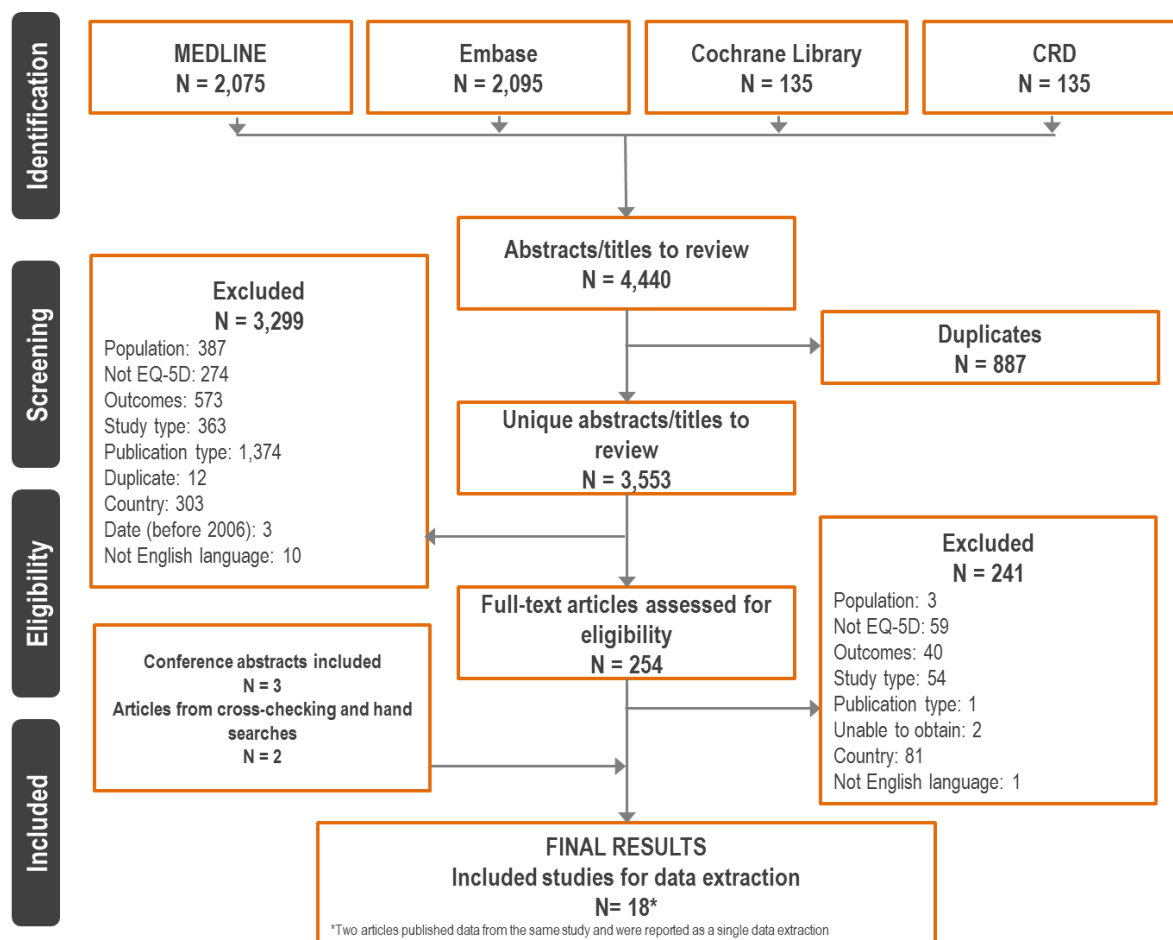 Identification
MEDLINE
N = 2,075
Embase
N = 2,095
Cochrane Library
N = 135
CRD
N = 135
Abstracts/titles to review
N = 4,440
Screening
Excluded
N = 3,299
Population: 387
Not EQ-5D: 274
Outcomes: 573
Study type: 363
Publication type: 1,374
Duplicate: 12
Country: 303
Date (before 2006): 3
Not English language: 10
Duplicates
N = 887
Unique abstracts/titles to
review
N = 3,553
Eligibility
Full-text articles assessed for
eligibility
N = 254
Excluded
N = 241
Population: 3
Not EQ-5D: 59
Outcomes: 40
Study type: 54
Publication type: 1
Unable to obtain: 2
Country: 81
Not English language: 1
Conference abstracts included
N = 3
Articles from cross-checking and hand
searches
N = 2
Included
FINAL RESULTS
Included studies for data extraction
N= 18*
*Two articles published data from the same study and were reported as a single data extraction